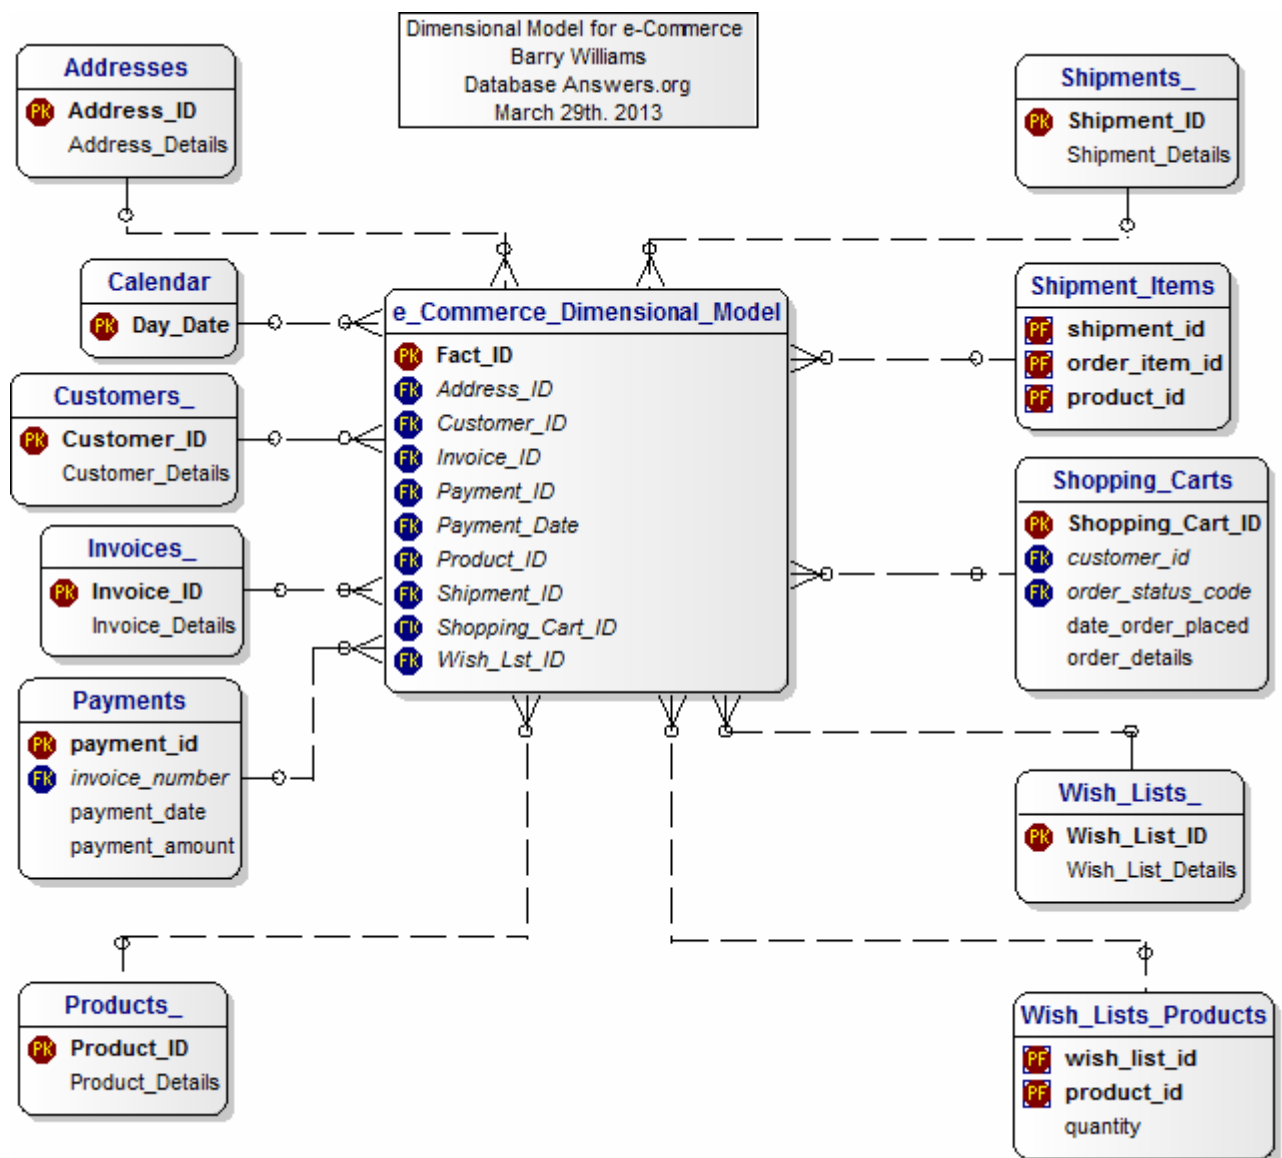 Dimensional Model for e-Commerce
Barry Williams
Database Answers.org
March 29th. 2013
Addresses
PK Address_ID
Address_Details
Calendar
PK Day_Date
Customers_
PK Customer_ID
Customer_Details
Invoices_
PK Invoice_ID
Invoice_Details
Payments
PK payment_id
FK invoice_number
payment_date
payment_amount
Products_
PK Product_ID
Product_Details
e_Commerce_Dimensional_Model
PK Fact_ID
FK Address_ID
FK Customer_ID
FK Invoice_ID
FK Payment_ID
FK Payment_Date
FK Product_ID
FK Shipment_ID
FK Shopping_Cart_ID
FK Wish_Lst_ID
Shipments_
PK Shipment_ID
Shipment_Details
Shipment_Items
PF shipment_id
PF order_item_id
PF product_id
Shopping_Carts
PK Shopping_Cart_ID
FK customer_id
FK order_status_code
date_order_placed
order_details
Wish_Lists_
PK Wish_List_ID
Wish_List_Details
Wish_Lists_Products
PF wish_list_id
PF product_id
quantity